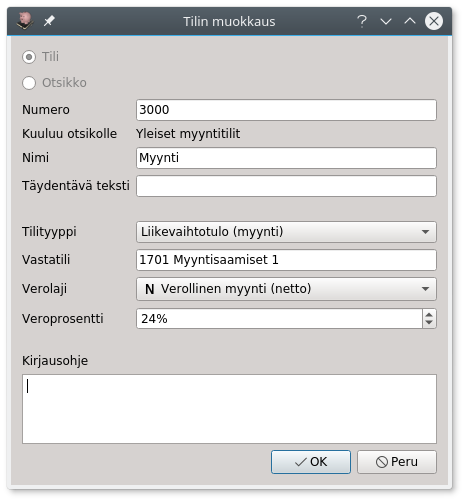 Tilin muokkaus
Tili
Otsikko
Numero 3000
Kuuluu otsikolle Yleiset myyntitilit
Nimi Myynti
Täydentävä teksti
Tilityyppi Liikevaihtotulo (myynti)
Vastatili 1701 Myyntisaamiset 1
Verolaji N Verollinen myynti (netto)
Veroprosentti 24%
Kirjausohje
OK Peru